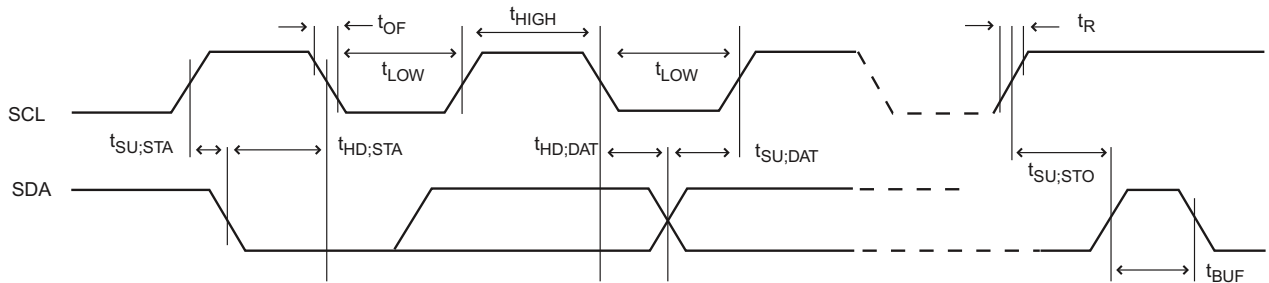 tOF
tHIGH
tR
tLOW
tLOW
SCL
tSU;STA
tHD;STA
tHD;DAT
tSU;DAT
tSU;STO
SDA
tBUF